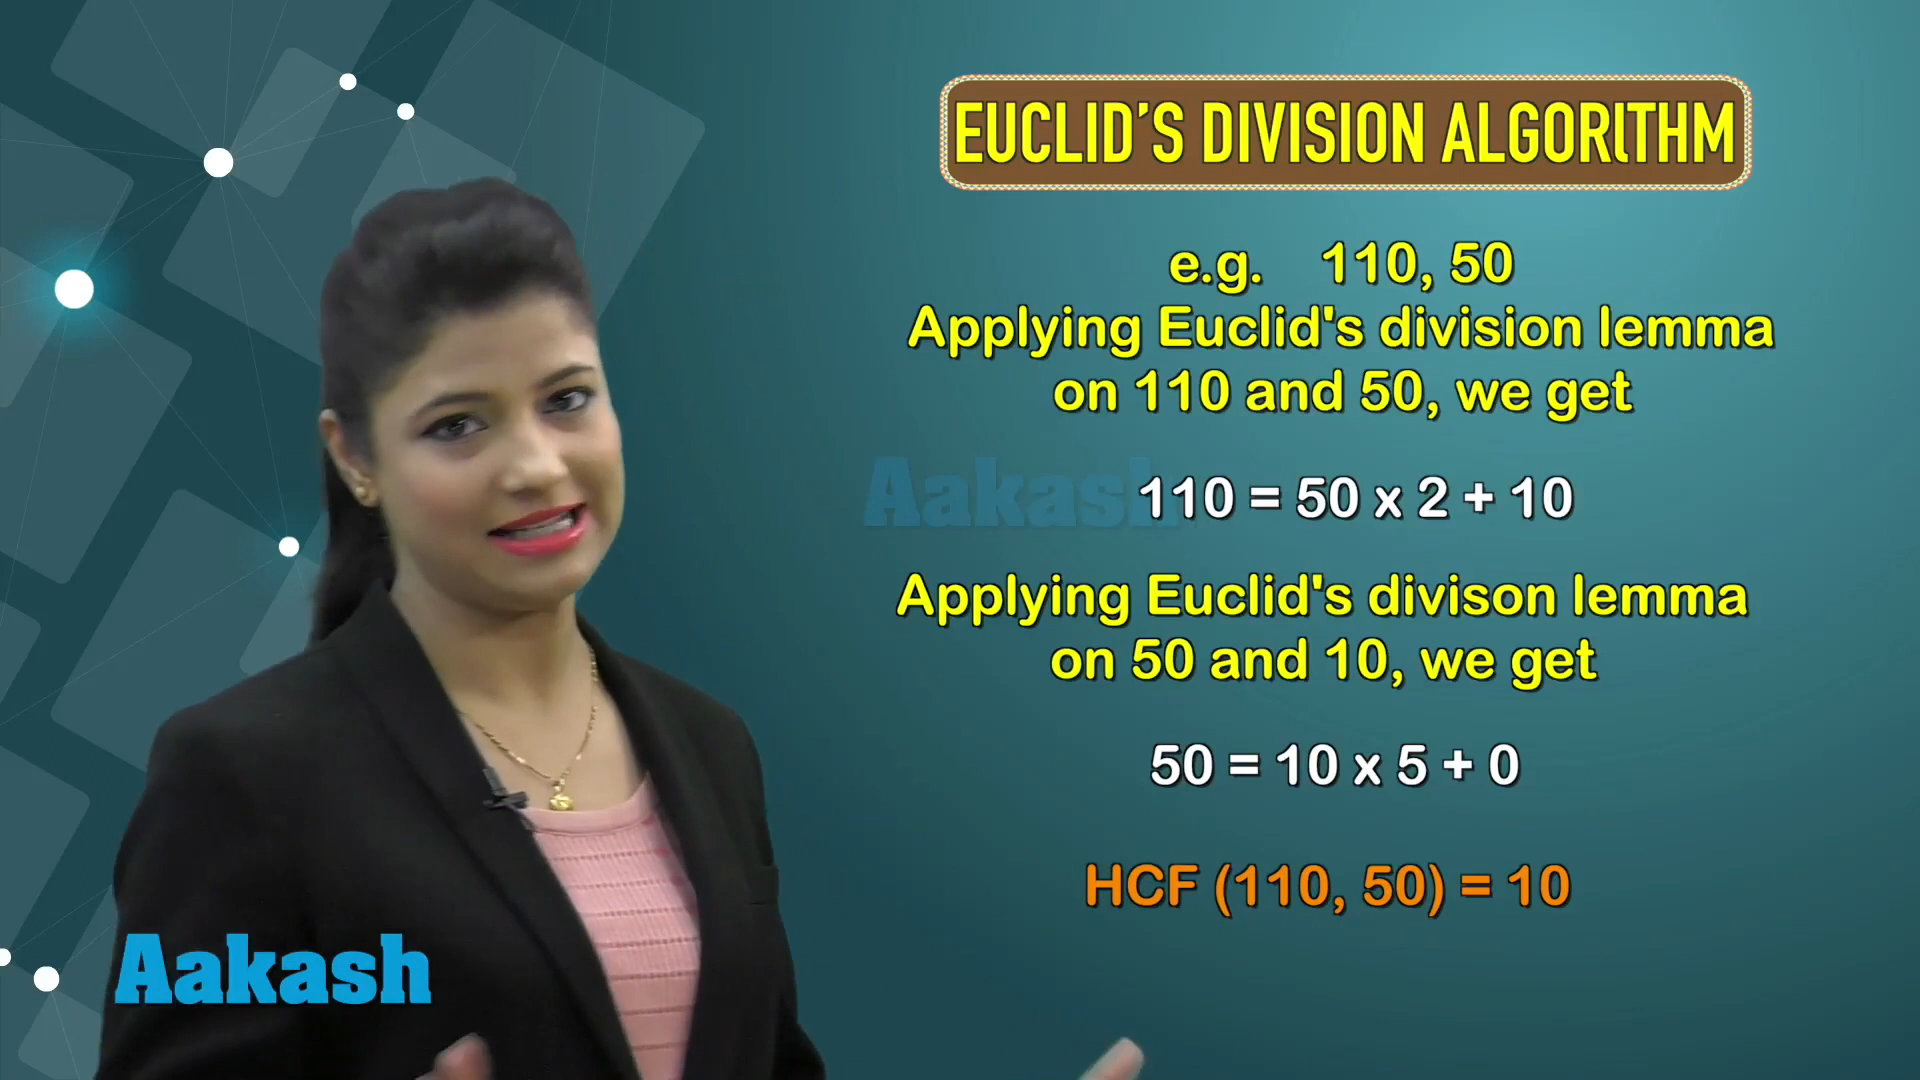 EUCLID’S DIVISION ALGORITHM
e.g. 110, 50
Applying Euclid's division lemma
on 110 and 50, we get
Aakash
110 = 50 x 2 + 10
Applying Euclid's divison lemma
on 50 and 10, we get
50 = 10 x 5 + 0
HCF (110, 50) = 10
Aakash